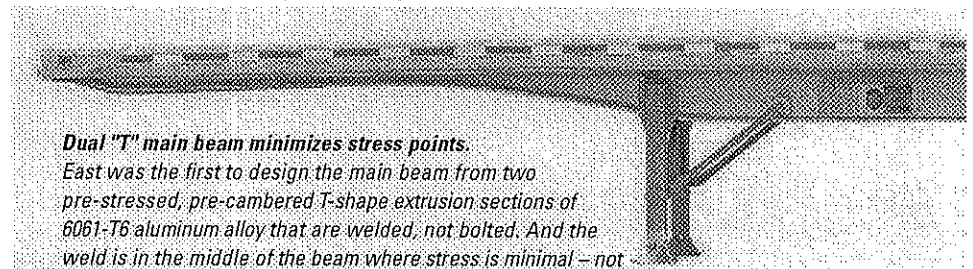 Dual "T" main beam minimizes stress points.
East was the first to design the main beam from two
pre-stressed, pre-cambered T-shape extrusion sections of
6061-T6 aluminum alloy that are welded, not bolted. And the
weld is in the middle of the beam where stress is minimal – not